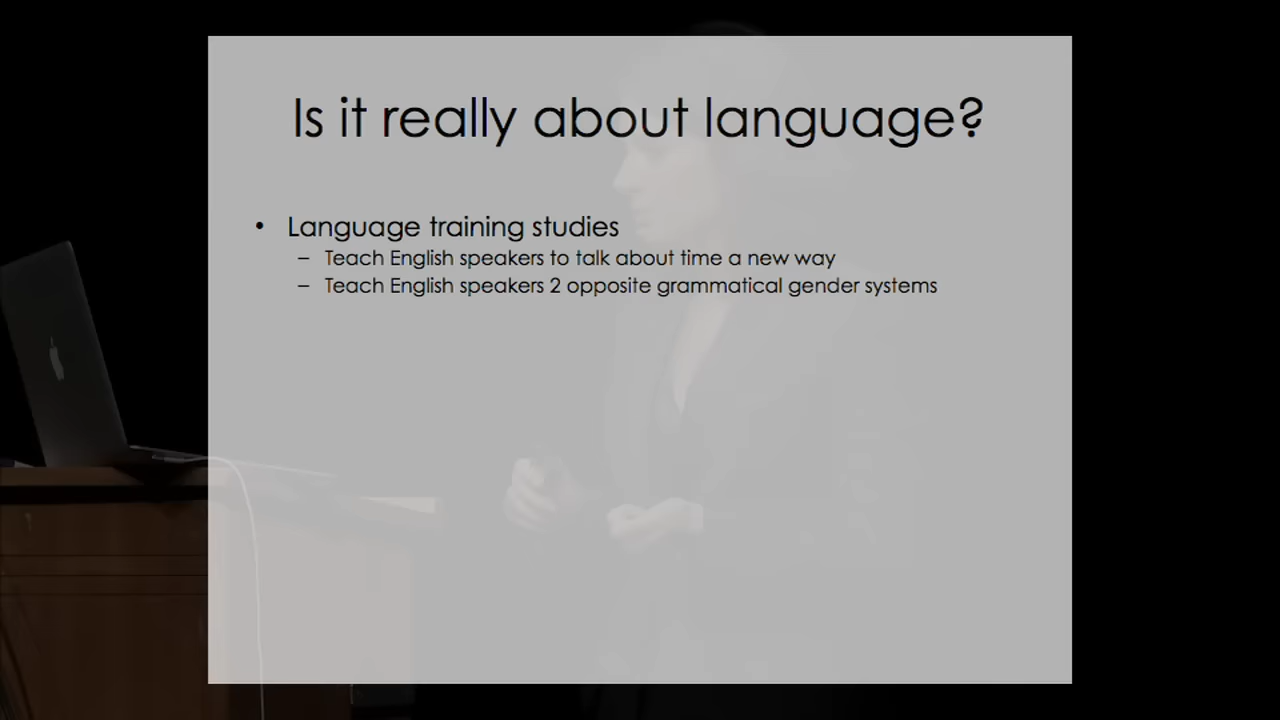 Is it really about language?
• Language training studies
– Teach English speakers to talk about time a new way
– Teach English speakers 2 opposite grammatical gender systems